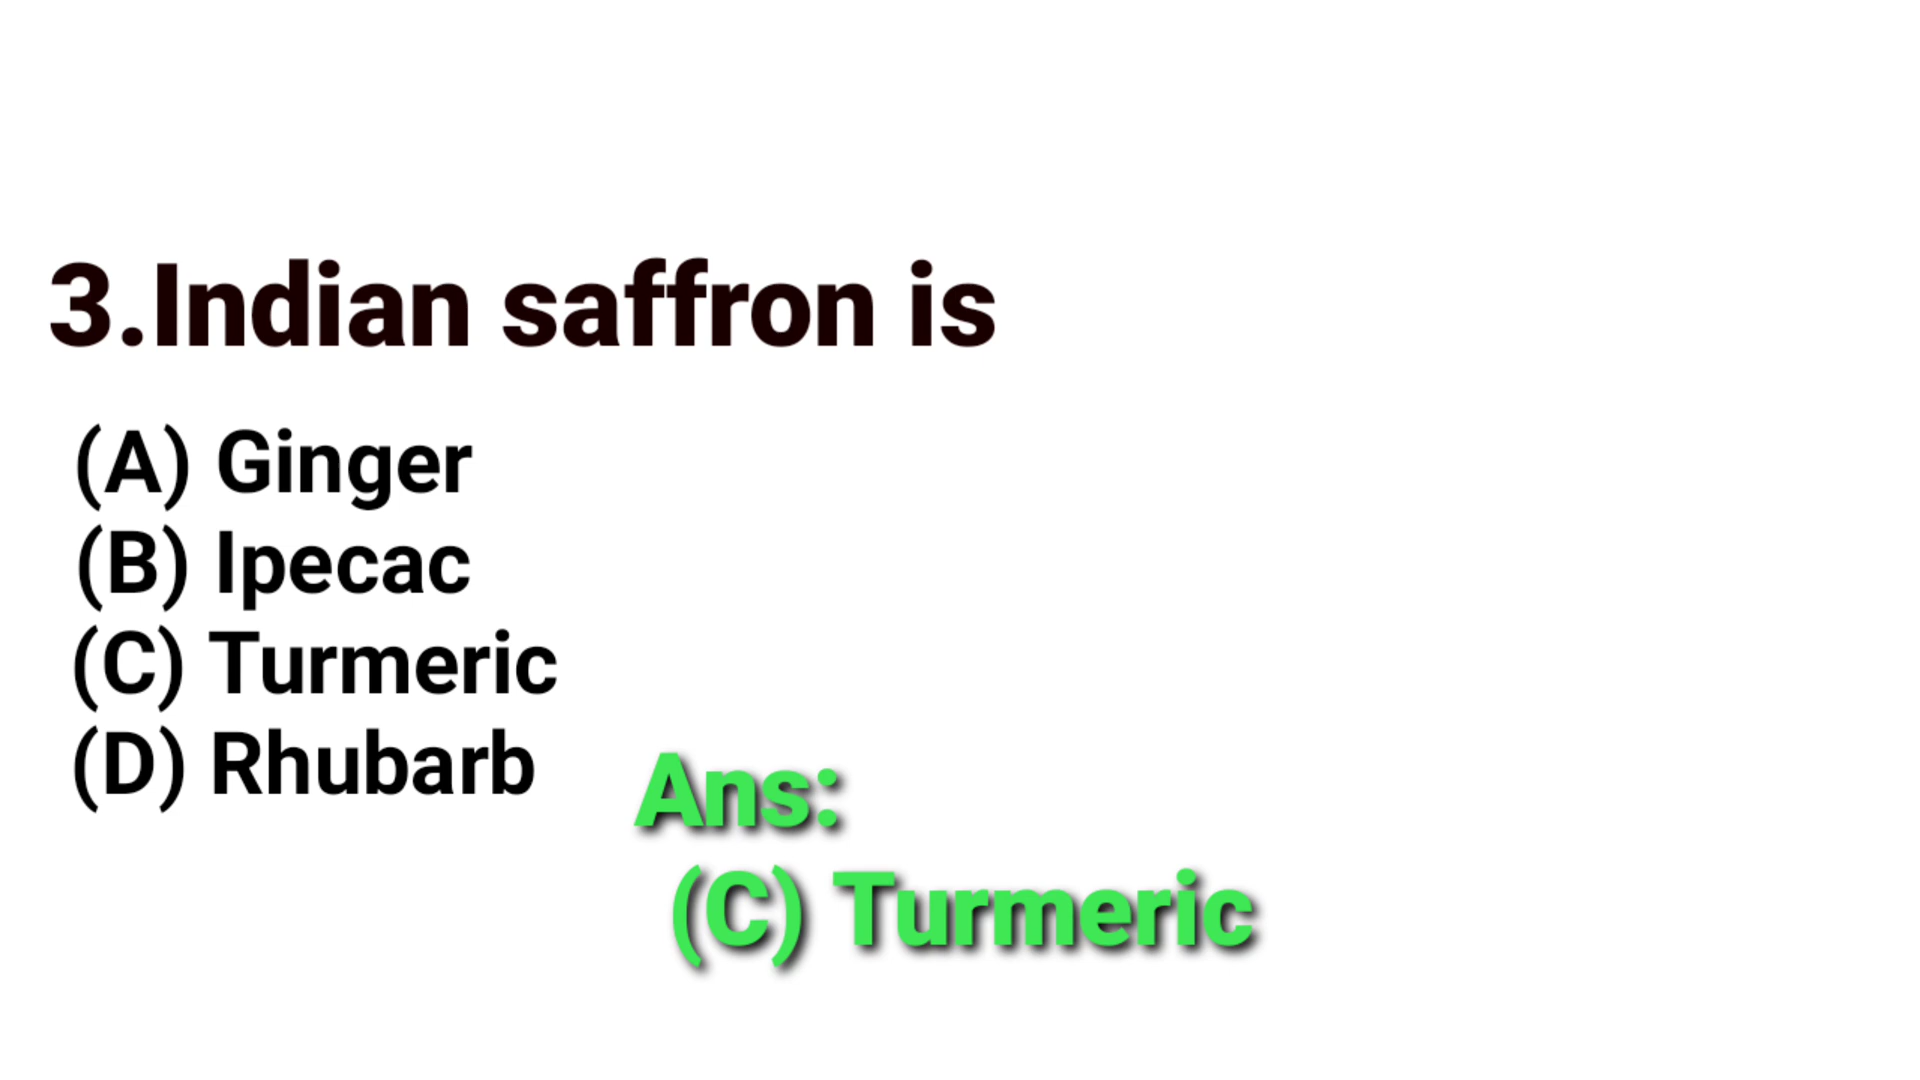 3.Indian saffron is
(A) Ginger
(B) Ipecac
(C) Turmeric
(D) Rhubarb
Ans:
(C) Turmeric